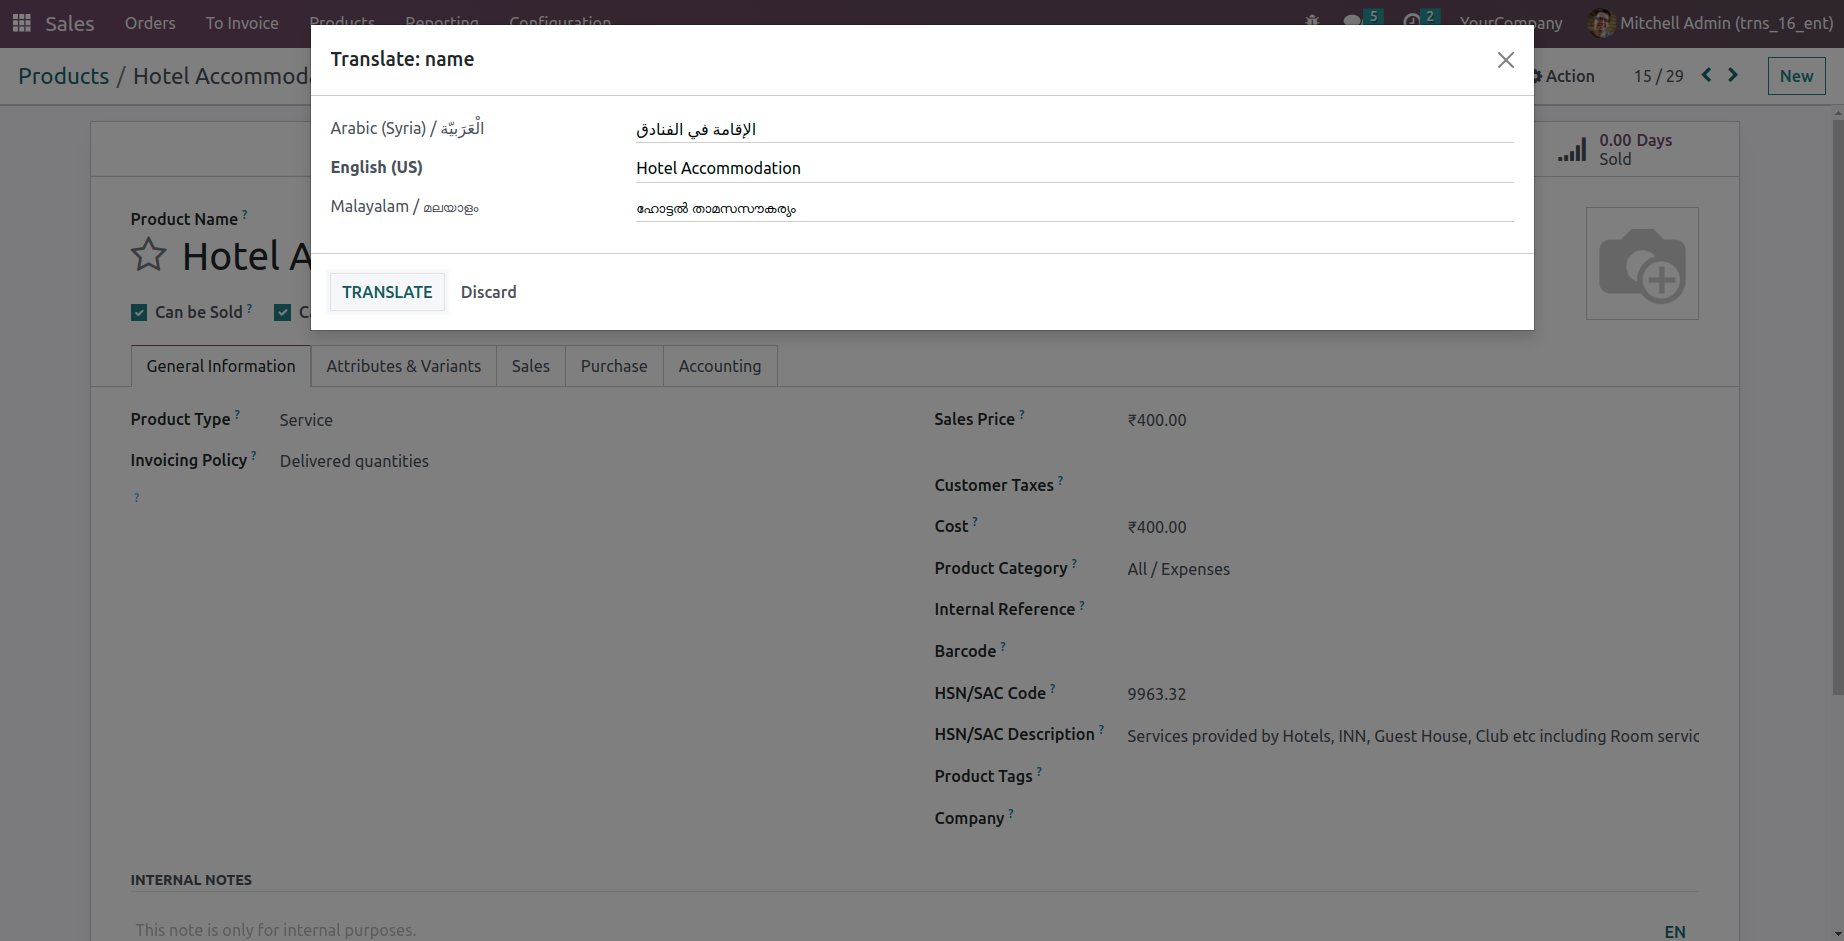 Sales Orders To Invoice Products Reporting Configuration 5 2 YourCompany Mitchell Admin (trns_16_ent)
Products / Hotel Accommoda
Action 15 / 29 New
Translate: name
Arabic (Syria) / الْعَرَبيّة الإقامة في الفنادق
English (US) Hotel Accommodation
Malayalam / മലയാളം ഹോട്ടൽ താമസസൗകര്യം
TRANSLATE Discard
0.00 Days
Sold
Product Name ?
Hotel A
Can be Sold ? Ca
General Information Attributes & Variants Sales Purchase Accounting
Product Type ? Service
Sales Price ? ₹400.00
Invoicing Policy ? Delivered quantities
?
Customer Taxes ?
Cost ? ₹400.00
Product Category ? All / Expenses
Internal Reference ?
Barcode ?
HSN/SAC Code ? 9963.32
HSN/SAC Description ? Services provided by Hotels, INN, Guest House, Club etc including Room servic
Product Tags ?
Company ?
INTERNAL NOTES
This note is only for internal purposes.
EN